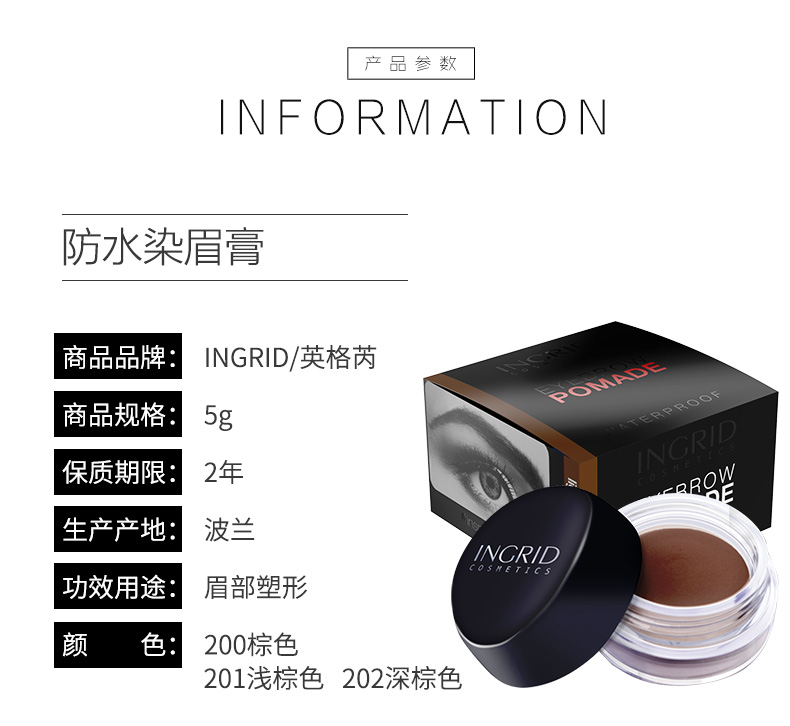 产品参数
INFORMATION
防水染眉膏
商品品牌： INGRID/英格芮
商品规格： 5g
保质期限： 2年
生产产地： 波兰
功效用途： 眉部塑形
颜 色： 200棕色
201浅棕色 202深棕色
INGRID
COSMETICS
EYEBROW
POMADE
WATERPROOF
INGRID
COSMETICS
INGRID
COSMETICS